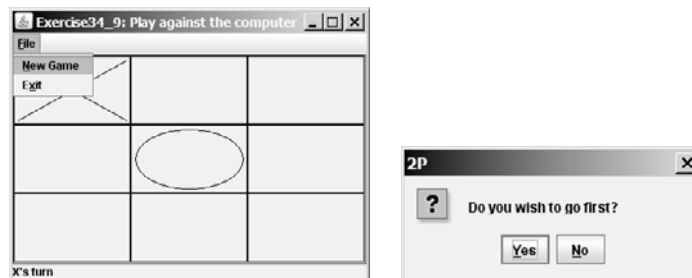 Exercise34_9: Play against the computer
File
New Game
Exit
X's turn
2P
?
Do you wish to go first?
Yes No